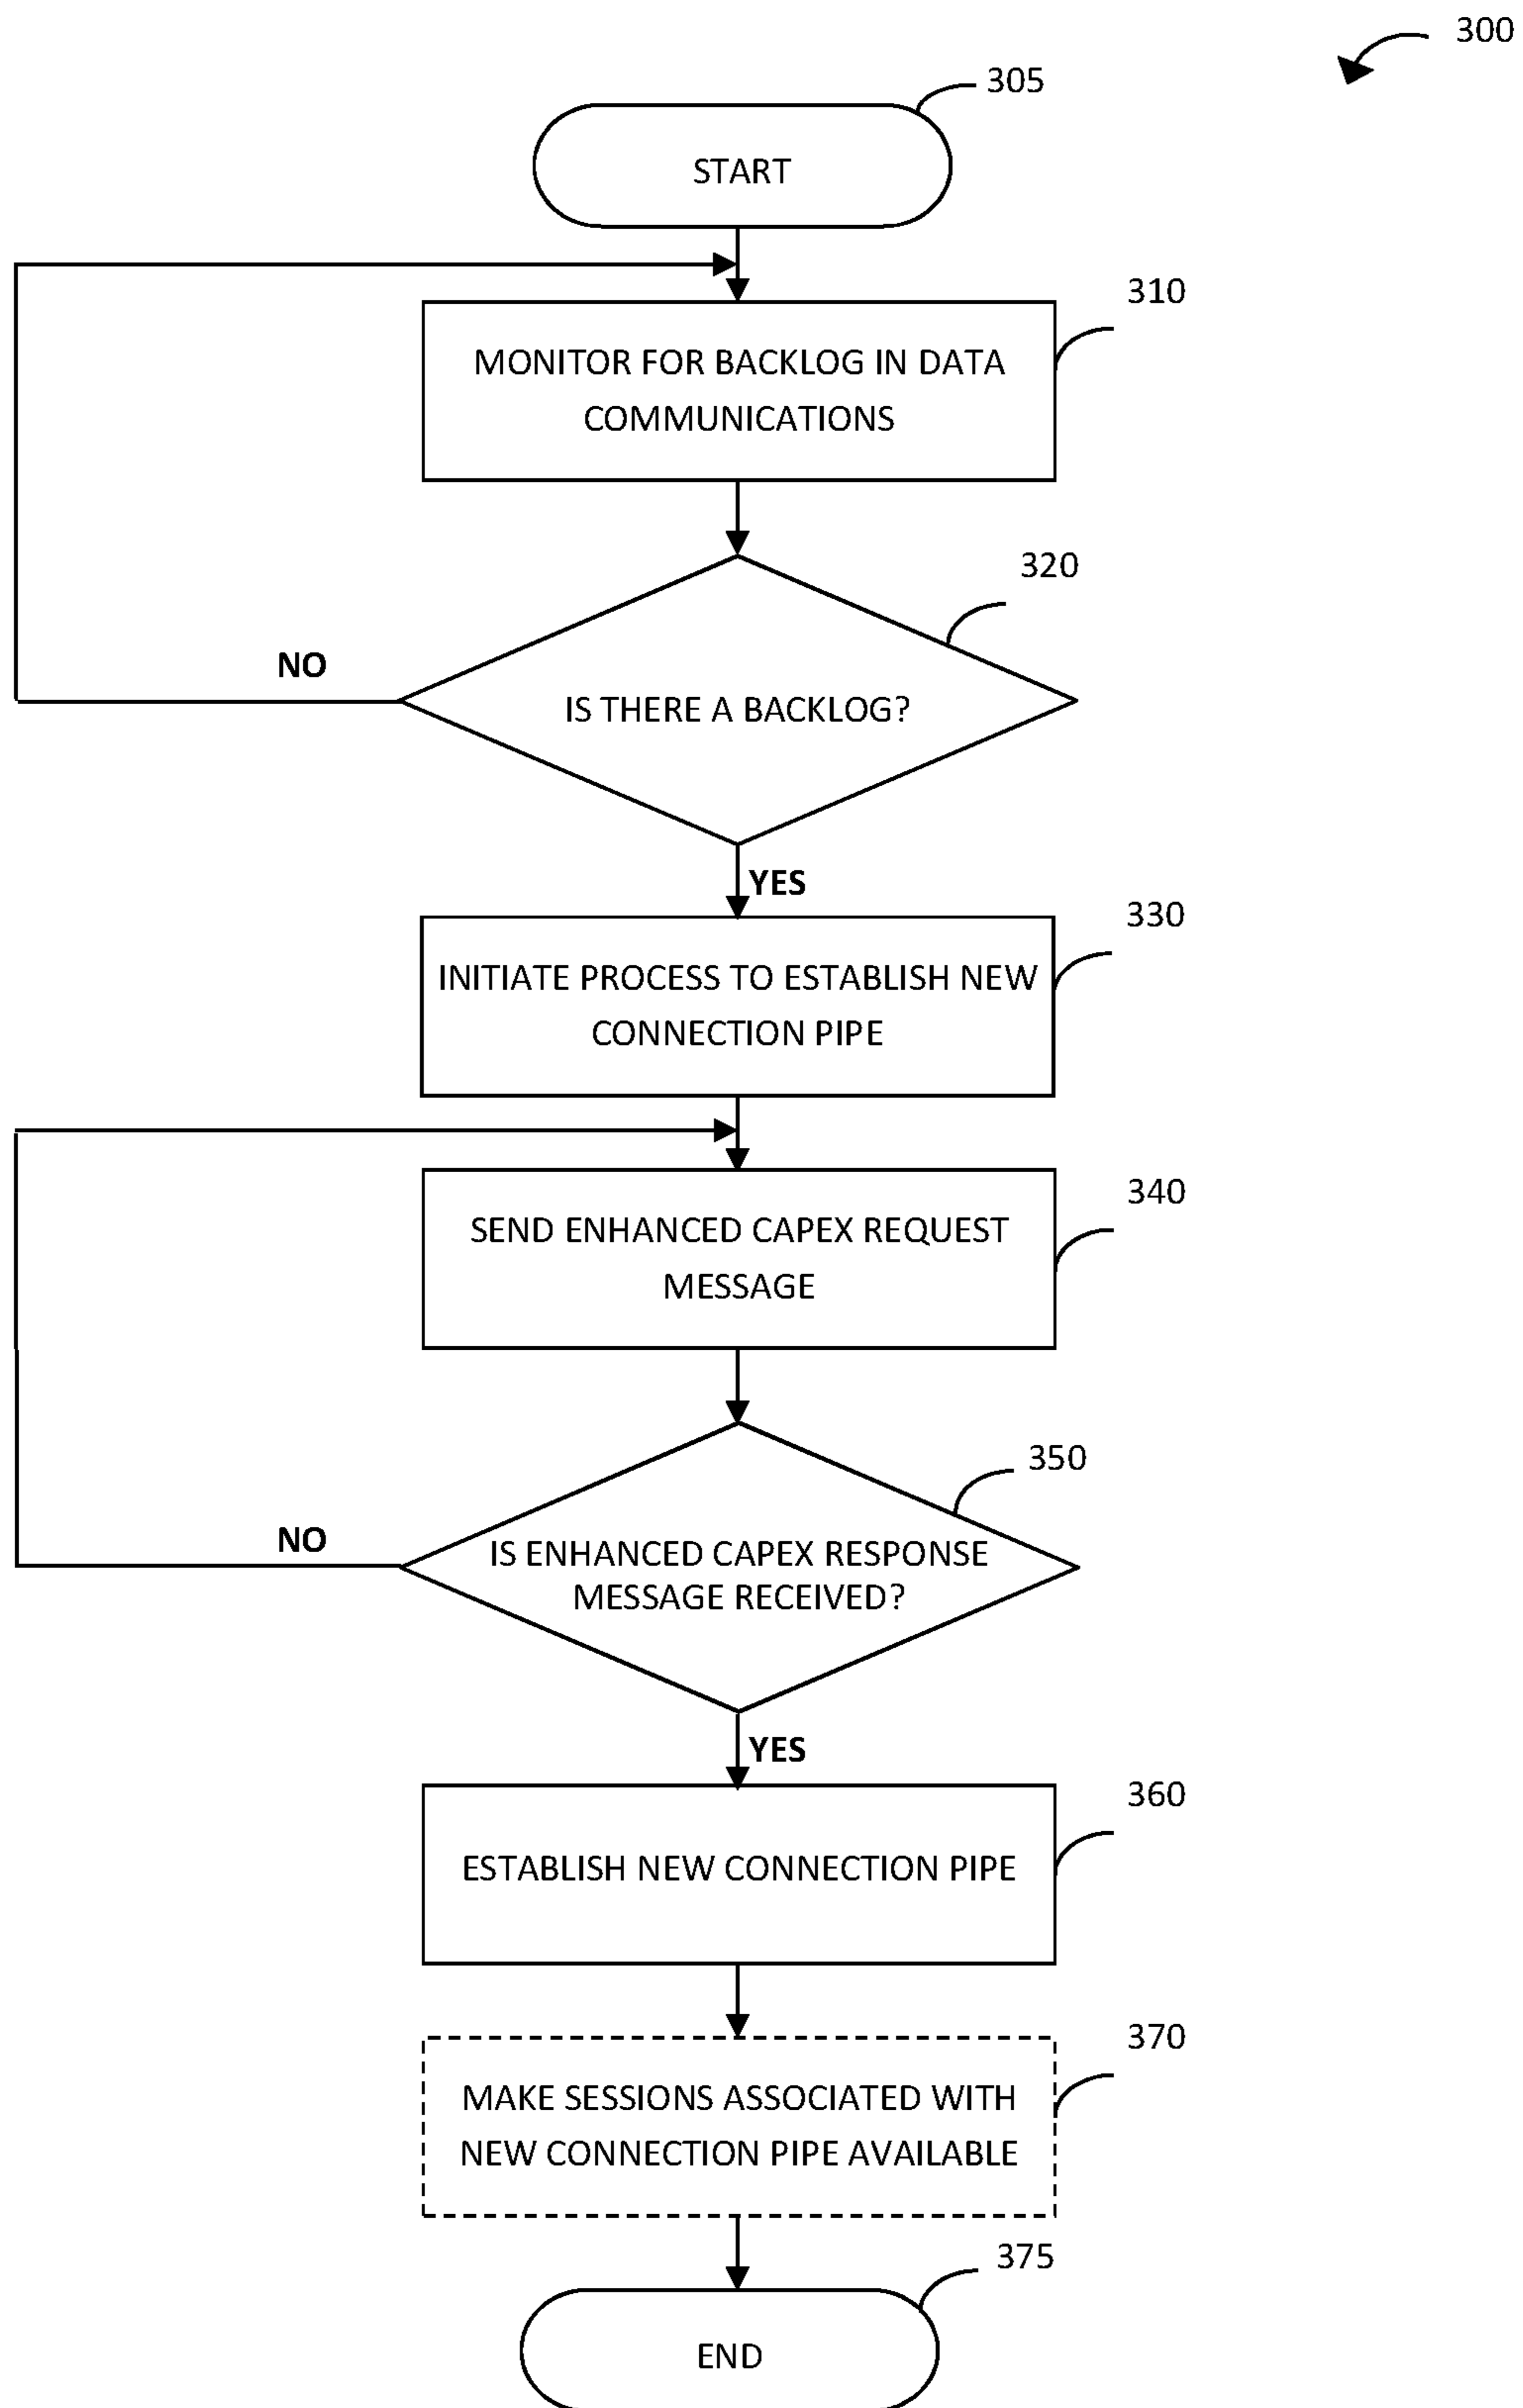 300
305
START
310
MONITOR FOR BACKLOG IN DATA
COMMUNICATIONS
320
NO
IS THERE A BACKLOG?
YES
330
INITIATE PROCESS TO ESTABLISH NEW
CONNECTION PIPE
340
SEND ENHANCED CAPEX REQUEST
MESSAGE
350
NO
IS ENHANCED CAPEX RESPONSE
MESSAGE RECEIVED?
YES
360
ESTABLISH NEW CONNECTION PIPE
370
MAKE SESSIONS ASSOCIATED WITH
NEW CONNECTION PIPE AVAILABLE
375
END